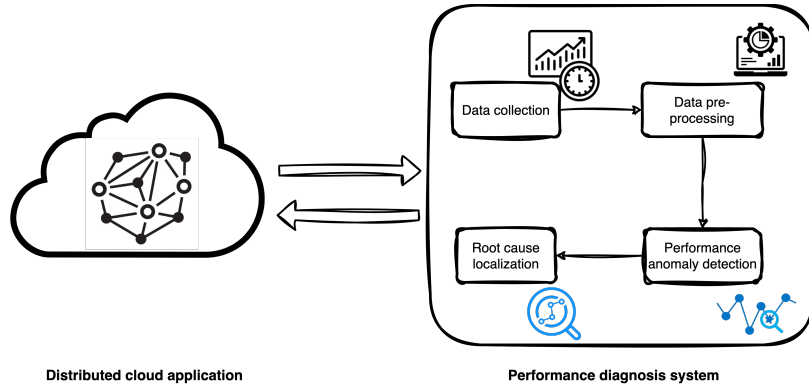 Data collection
Data pre-
processing
Root cause
localization
Performance
anomaly detection
Distributed cloud application
Performance diagnosis system